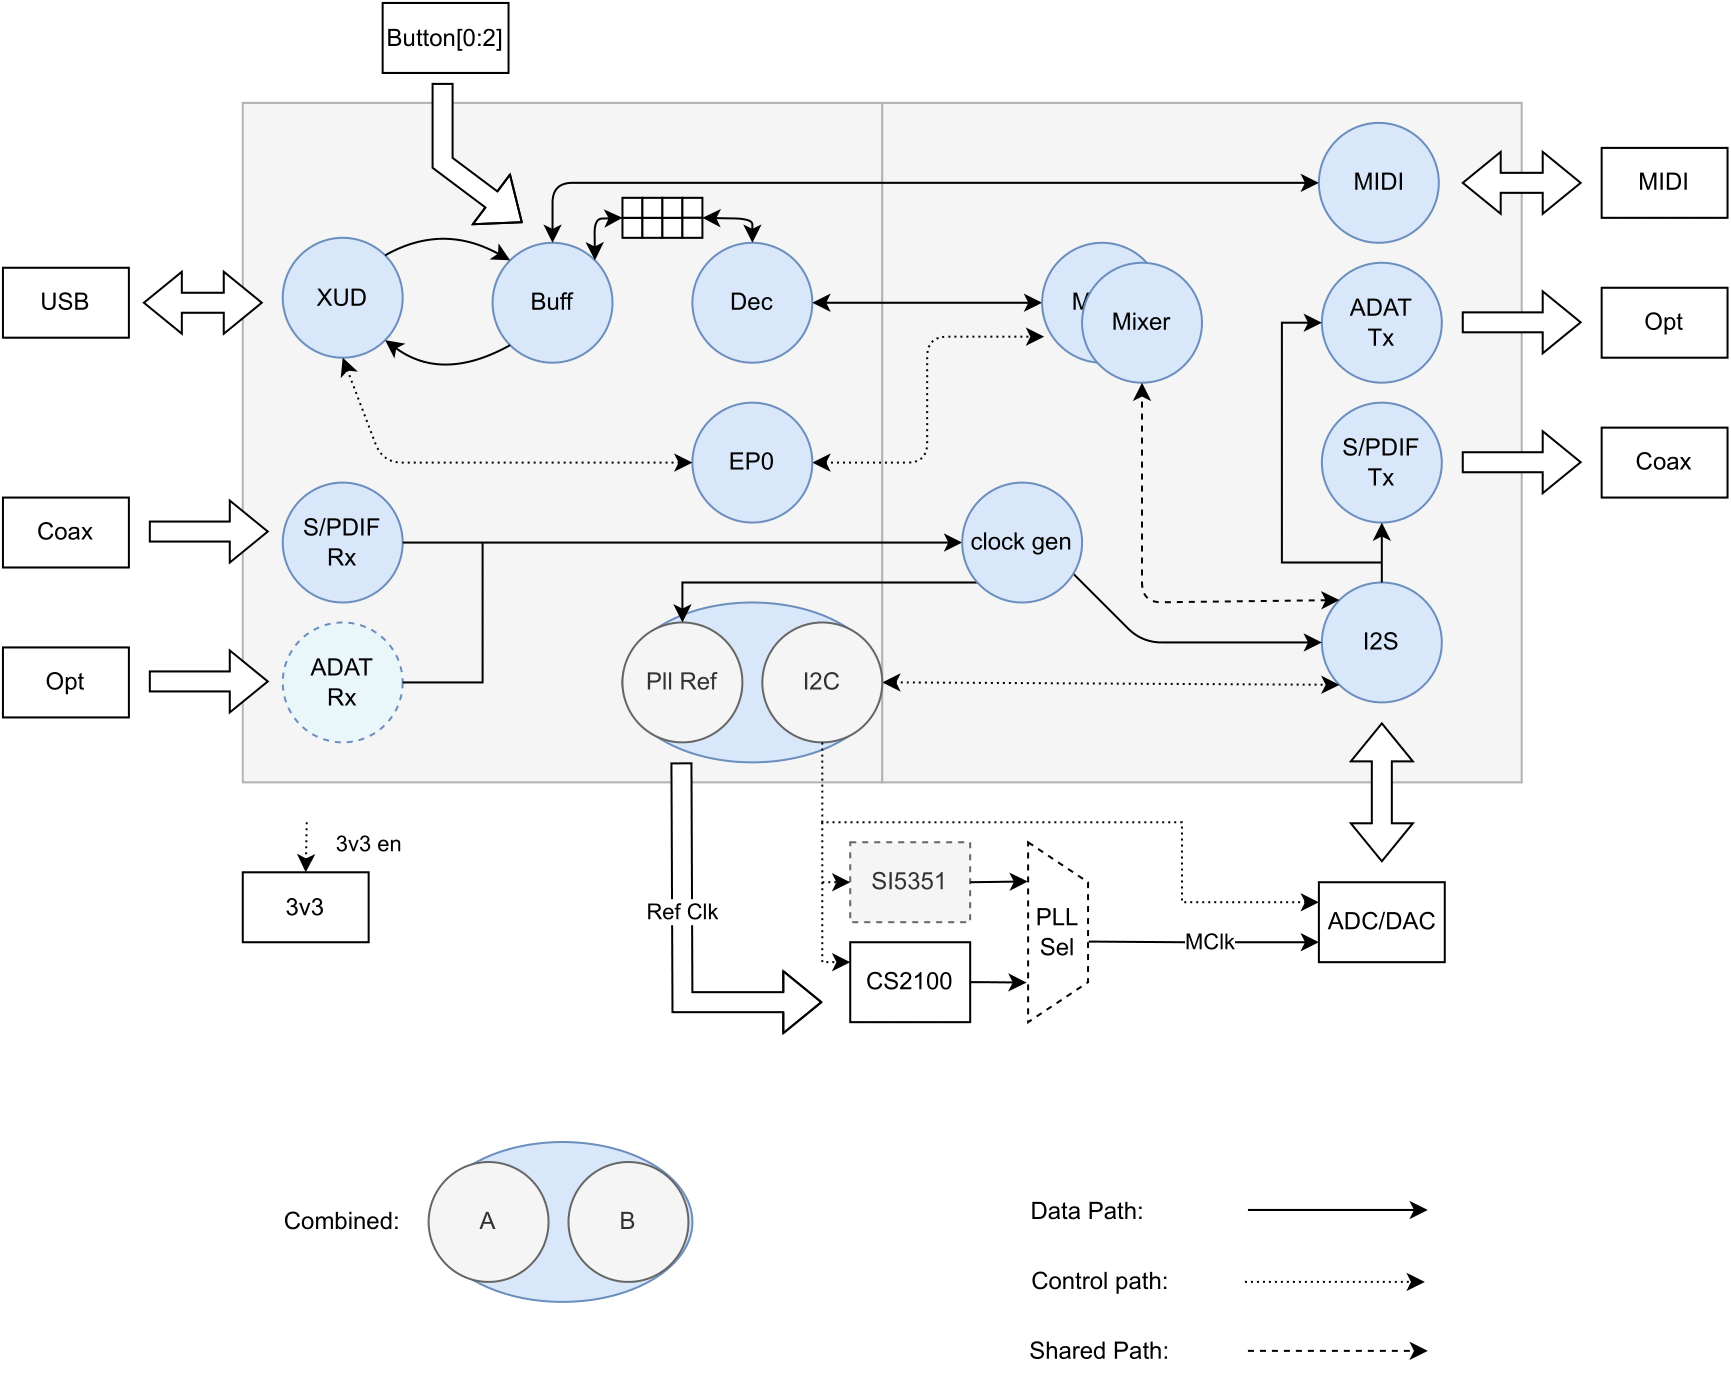 Button[0:2]
MIDI
MIDI
USB
XUD
Buff
Dec
M
Mixer
ADAT
Tx
Opt
EP0
S/PDIF
Tx
Coax
Coax
S/PDIF
Rx
clock gen
Opt
ADAT
Rx
Pll Ref
I2C
I2S
3v3 en
3v3
Ref Clk
SI5351
CS2100
PLL
Sel
MClk
ADC/DAC
Combined:
A
B
Data Path:
Control path:
Shared Path: